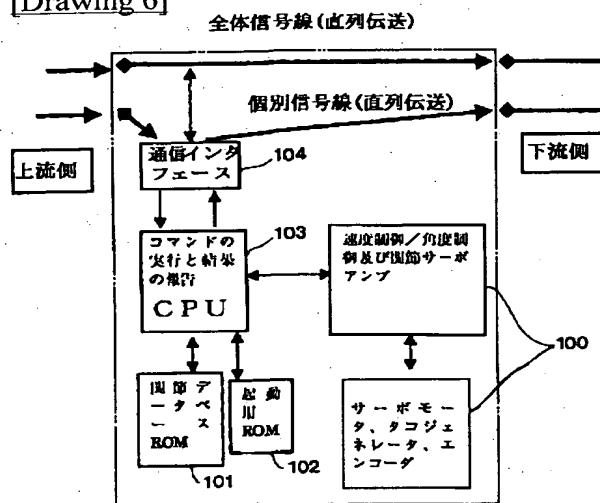 [Drawing 6]
全体信号線(直列伝送)
個別信号線(直列伝送)
上流側
下流側
通信インタ
フェース
104
コマンドの
実行と結果
の報告
CPU
103
速度制御/角度制
御及び関節サーボ
アンプ
100
関節デ
ータベ
ース
ROM
101
起動
用
ROM
102
サーボモー
タ、タコジェ
ネレータ、エ
ンコーダ